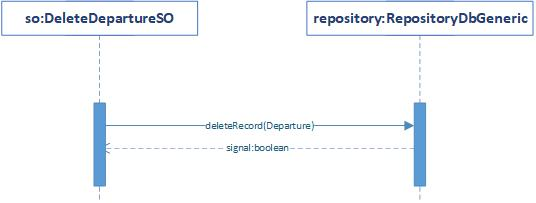 so:DeleteDepartureSO
repository:RepositoryDbGeneric
deleteRecord(Departure)
signal:boolean